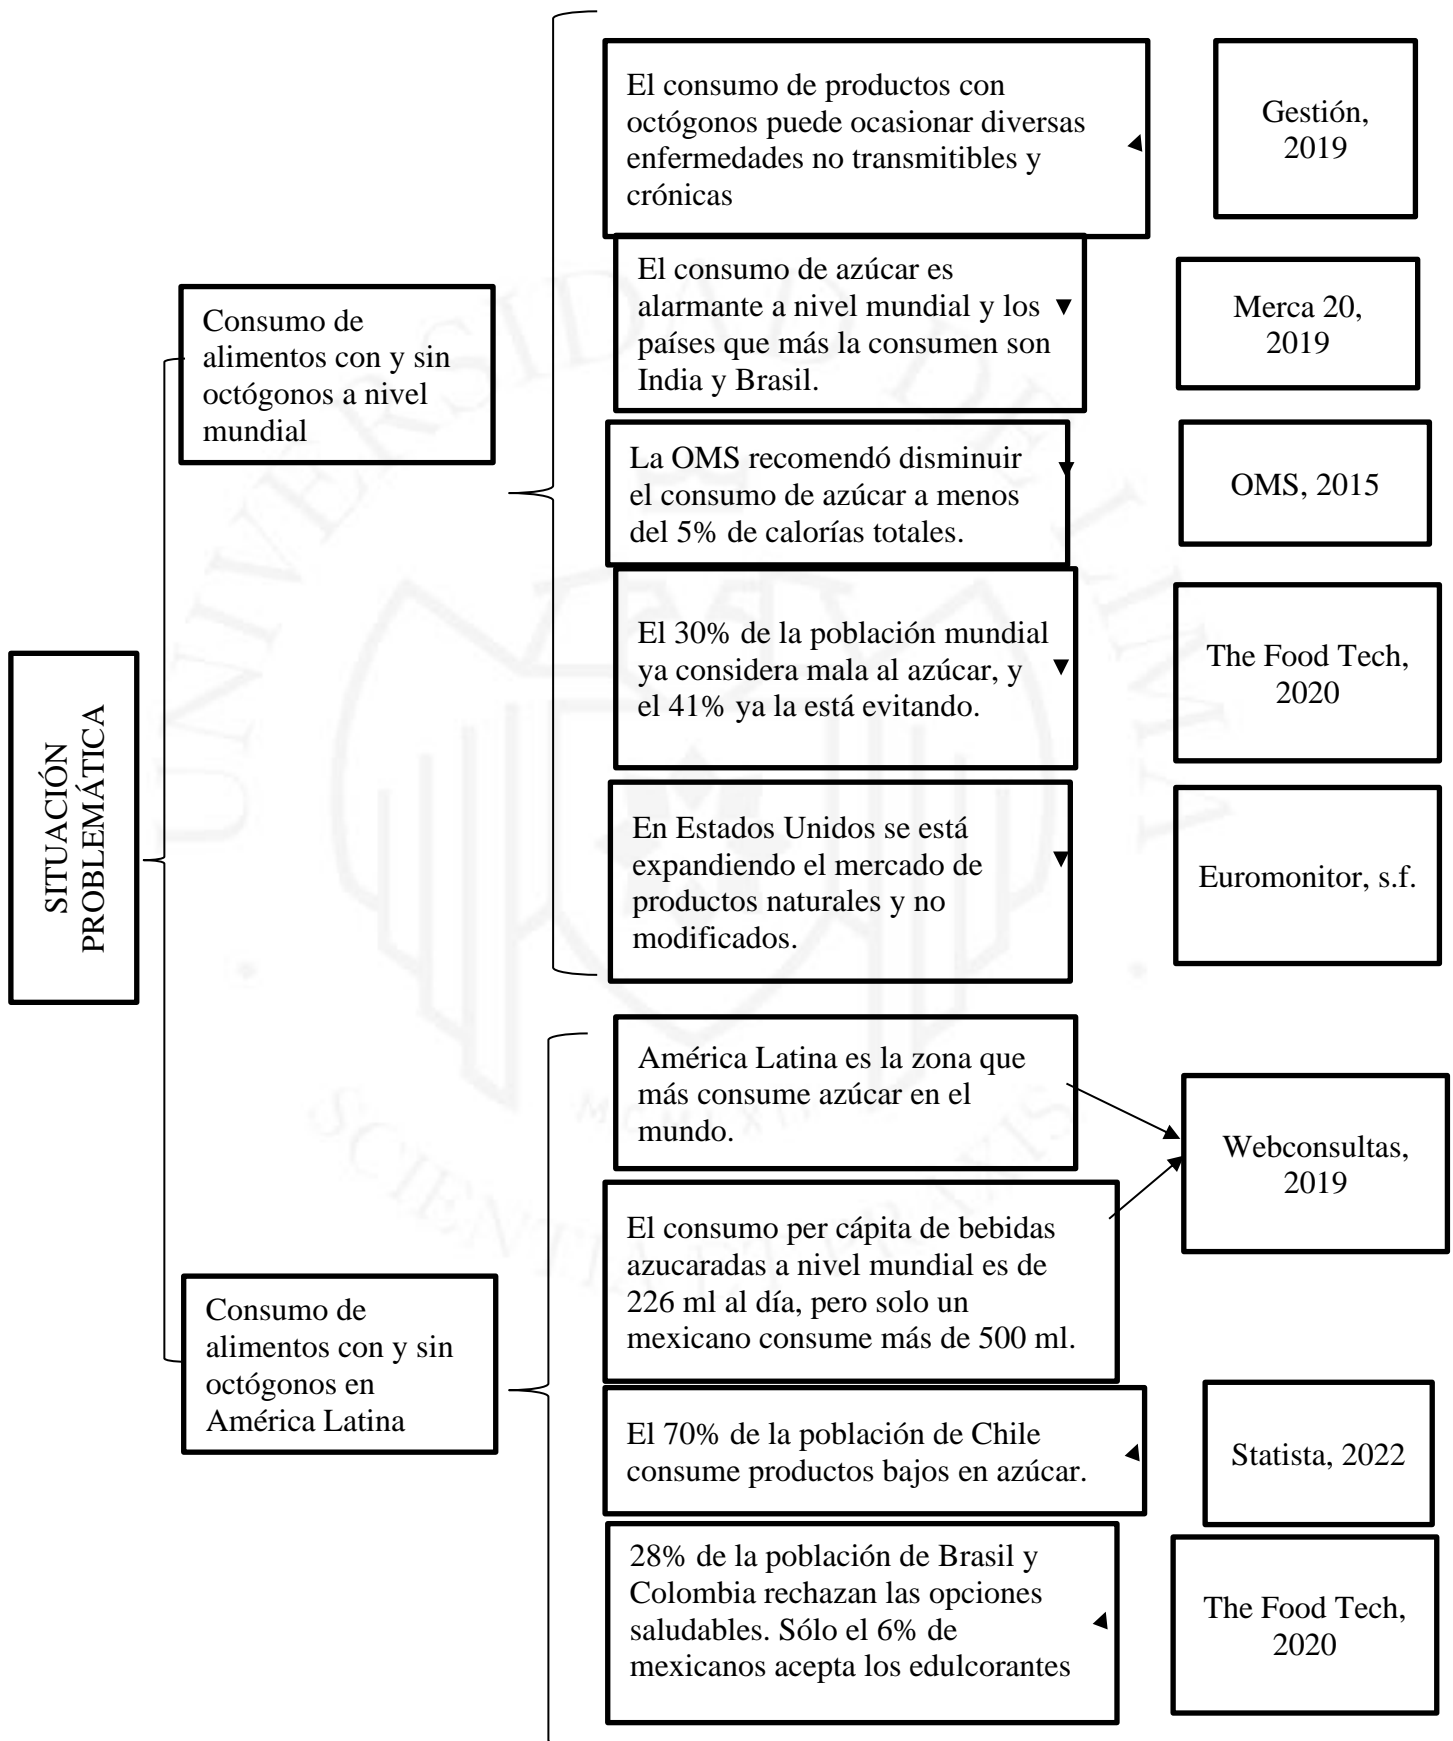 El consumo de productos con
octógonos puede ocasionar diversas
enfermedades no transmitibles y
crónicas
Gestión,
2019
El consumo de azúcar es
alarmante a nivel mundial y los
países que más la consumen son
India y Brasil.
Merca 20,
2019
Consumo de
alimentos con y sin
octógonos a nivel
mundial
La OMS recomendó disminuir
el consumo de azúcar a menos
del 5% de calorías totales.
OMS, 2015
El 30% de la población mundial
ya considera mala al azúcar, y
el 41% ya la está evitando.
The Food Tech,
2020
SITUACIÓN
PROBLEMÁTICA
En Estados Unidos se está
expandiendo el mercado de
productos naturales y no
modificados.
Euromonitor, s.f.
América Latina es la zona que
más consume azúcar en el
mundo.
Webconsultas,
2019
El consumo per cápita de bebidas
azucaradas a nivel mundial es de
226 ml al día, pero solo un
mexicano consume más de 500 ml.
Consumo de
alimentos con y sin
octógonos en
América Latina
El 70% de la población de Chile
consume productos bajos en azúcar.
Statista, 2022
28% de la población de Brasil y
Colombia rechazan las opciones
saludables. Sólo el 6% de
mexicanos acepta los edulcorantes
The Food Tech,
2020
UNIVERSIDAD DE LIMA
SCIENTIA ET PRAXIS
MCMLXII